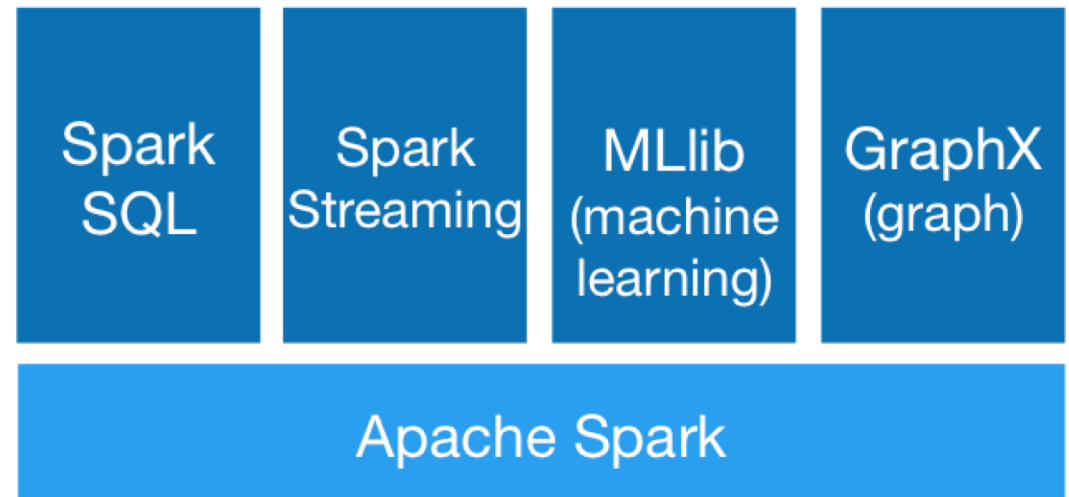 Spark
SQL
Spark
Streaming
MLlib
(machine
learning)
GraphX
(graph)
Apache Spark